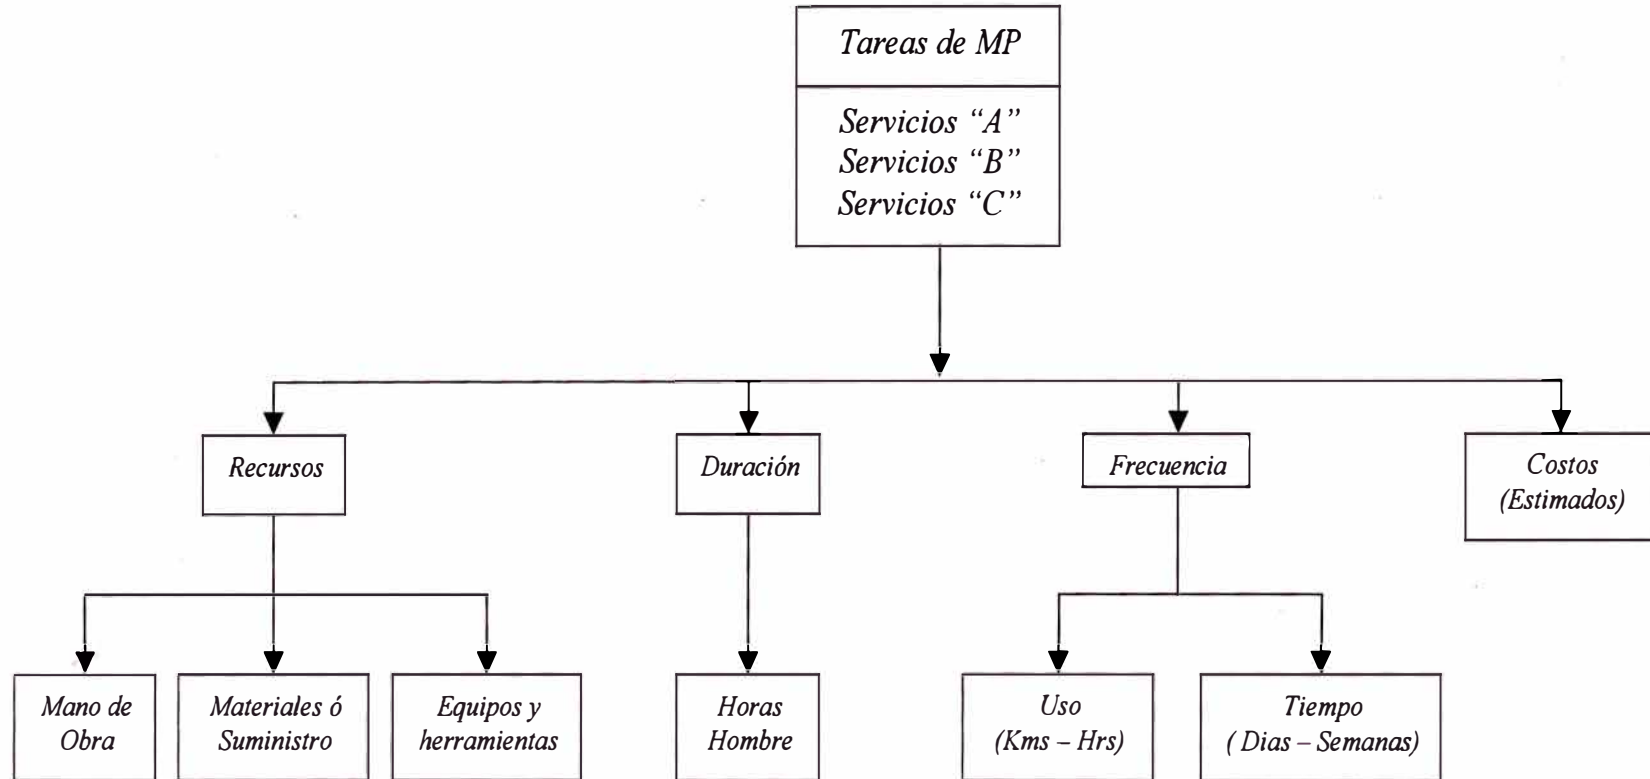 Tareas de MP
Servicios “A”
Servicios “B”
Servicios “C”
Recursos
Duración
Frecuencia
Costos
(Estimados)
Mano de
Obra
Materiales ó
Suministro
Equipos y
herramientas
Horas
Hombre
Uso
(Kms – Hrs)
Tiempo
( Dias – Semanas)